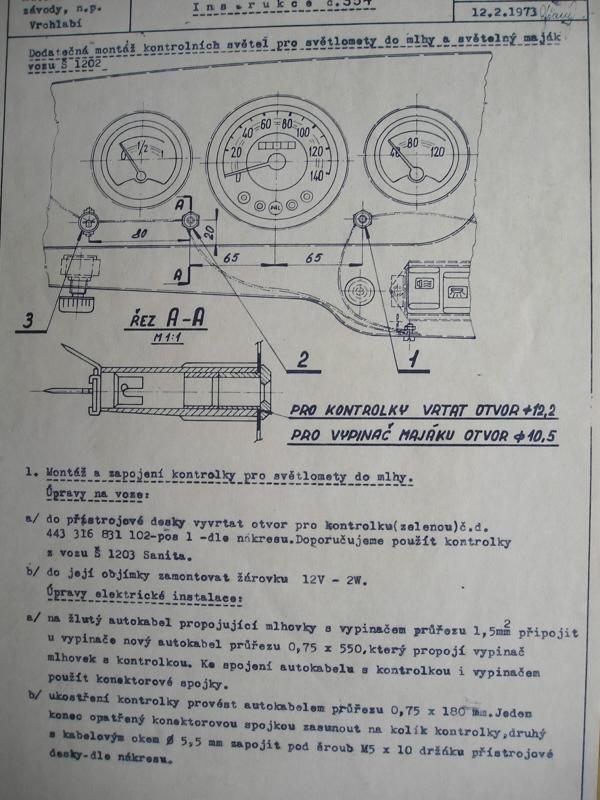 závody, n.p.
Vrchlabí
Instrukce č.334
12.2.1973
Dodatečná montáž kontrolních světel pro světlomety do mlhy a světelný maják
vozu Š 1202
0 1/2 1
0 20 40 60 80 100 120 140
40 80 120
A
80
20
65 65
A
3
ŘEZ A-A
M 1:1
2
1
PRO KONTROLKY VRTAT OTVOR ϕ12,2
PRO VYPINAČ MAJÁKU OTVOR ϕ10,5
1. Montáž a zapojení kontrolky pro světlomety do mlhy.
Úpravy na voze:
a/ do přístrojové desky vyvrtat otvor pro kontrolku(zelenou)č.d.
443 316 831 102-pos 1 -dle nákresu.Doporučujeme použít kontrolky
z vozu Š 1203 Sanita.
b/ do její objímky zamontovat žárovku 12V - 2W.
Úpravy elektrické instalace:
a/ na žlutý autokabel propojující mlhovky s vypinačem průřezu 1,5mm2 připojit
u vypinače nový autokabel průřezu 0,75 x 550,který propojí vypinač
mlhovek s kontrolkou. Ke spojení autokabelu s kontrolkou i vypinačem
použít konektorové spojky.
b/ ukostření kontrolky provést autokabelem průřezu 0,75 x 180 mm.Jeden
konec opatřený konektorovou spojkou zasunout na kolík kontrolky,druhý
s kabelovým okem Ø 5,5 mm zapojit pod šroub M5 x 10 držáku přístrojové
desky-dle nákresu.